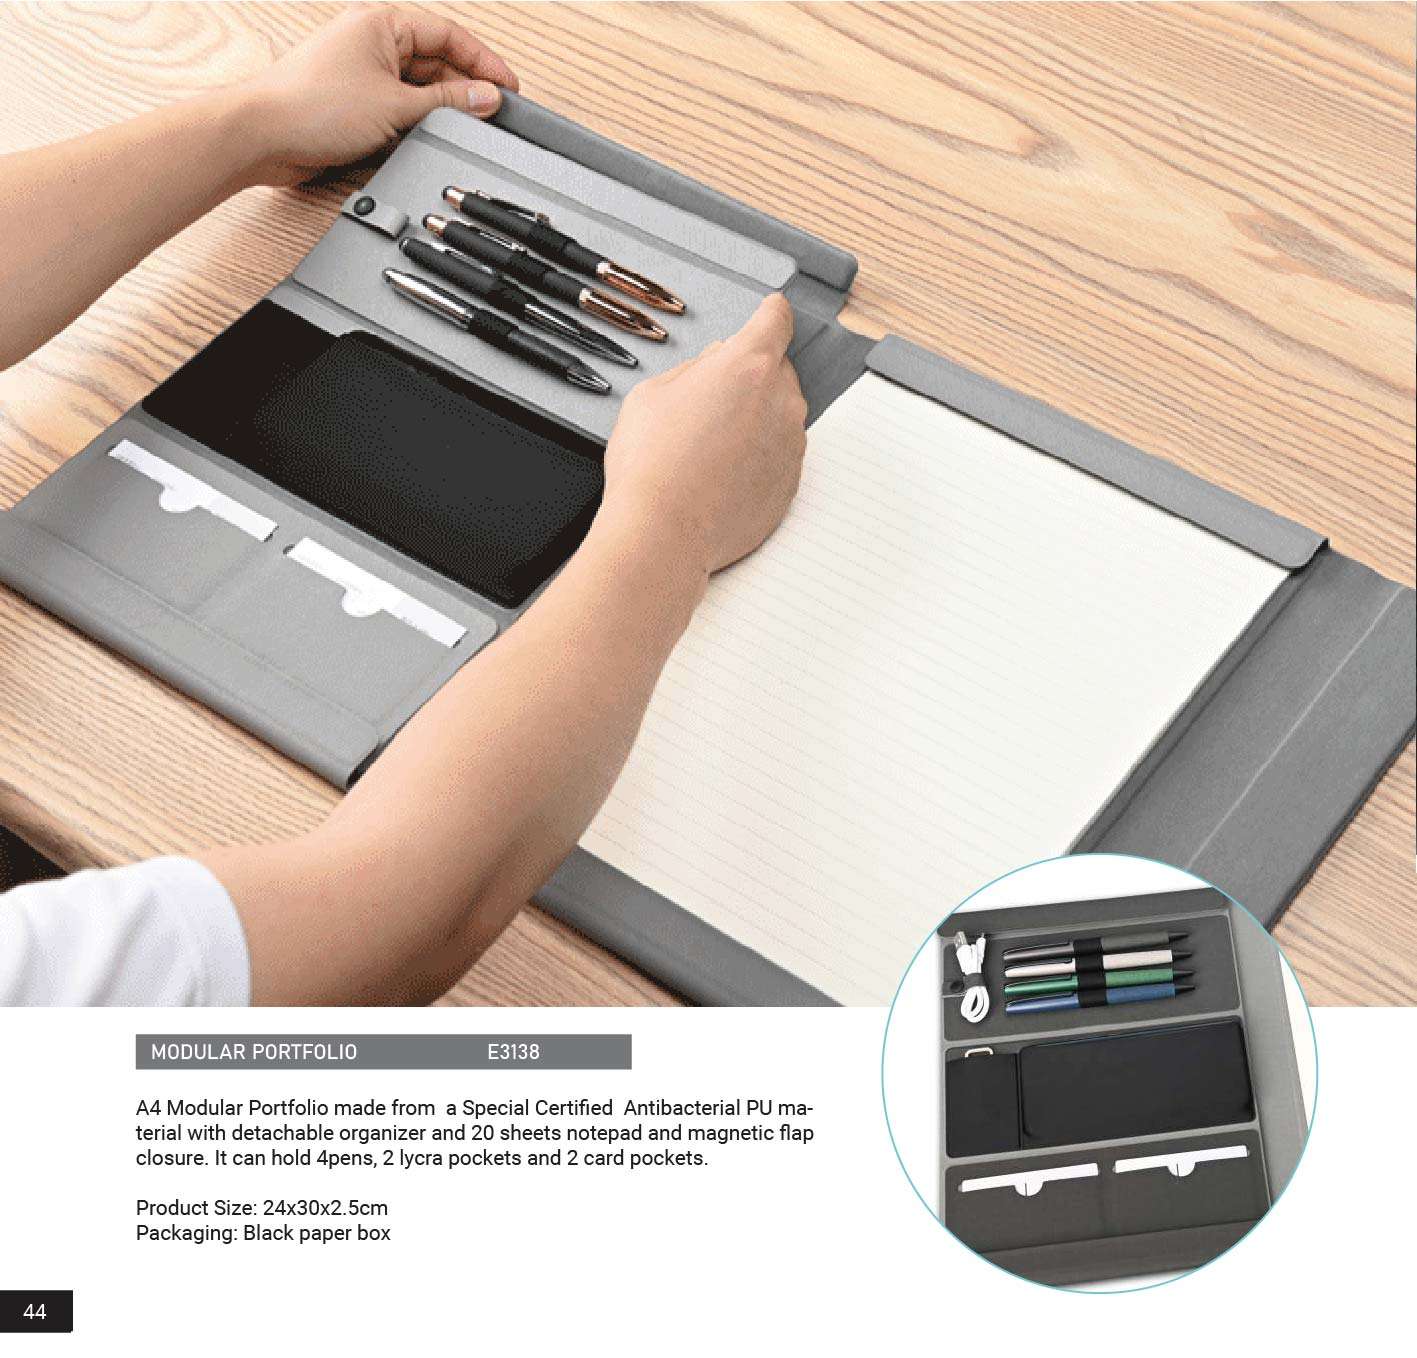 MODULAR PORTFOLIO E3138
A4 Modular Portfolio made from a Special Certified Antibacterial PU ma-
terial with detachable organizer and 20 sheets notepad and magnetic flap
closure. It can hold 4pens, 2 lycra pockets and 2 card pockets.
Product Size: 24x30x2.5cm
Packaging: Black paper box
44